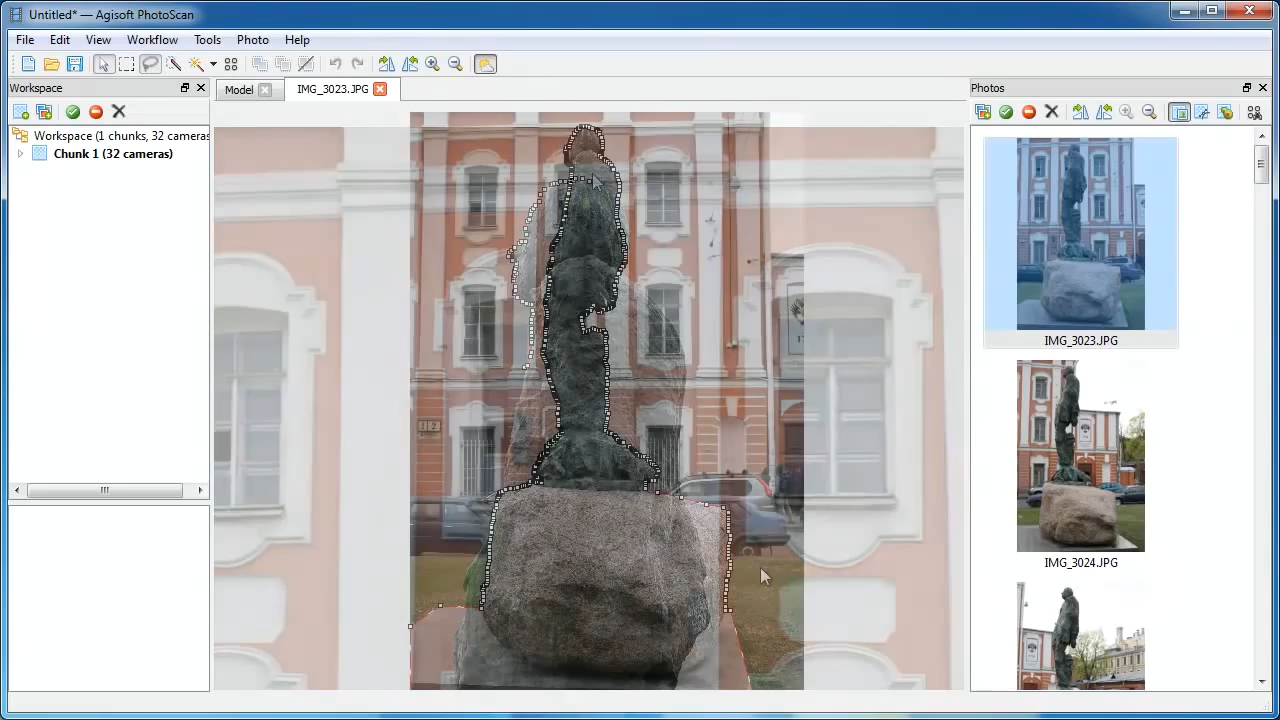 Untitled* — Agisoft PhotoScan
File Edit View Workflow Tools Photo Help
Workspace
Model
IMG_3023.JPG
Photos
Workspace (1 chunks, 32 cameras
Chunk 1 (32 cameras)
IMG_3023.JPG
IMG_3024.JPG
12